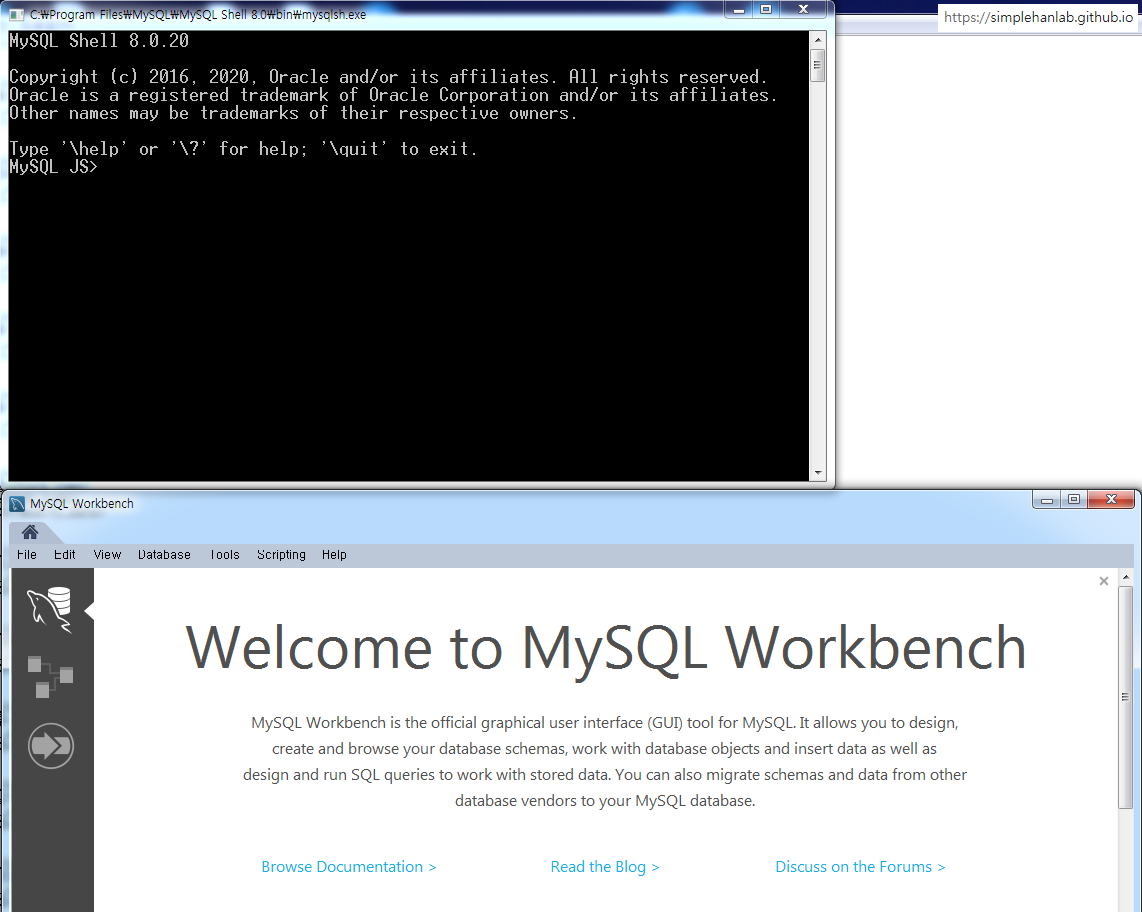 C:₩Program Files₩MySQL₩MySQL Shell 8.0₩bin₩mysqlsh.exe
https://simplehanlab.github.io
MySQL Shell 8.0.20
Copyright (c) 2016, 2020, Oracle and/or its affiliates. All rights reserved.
Oracle is a registered trademark of Oracle Corporation and/or its affiliates.
Other names may be trademarks of their respective owners.
Type '\help' or '\?' for help; '\quit' to exit.
MySQL JS>
MySQL Workbench
File Edit View Database Tools Scripting Help
Welcome to MySQL Workbench
MySQL Workbench is the official graphical user interface (GUI) tool for MySQL. It allows you to design,
create and browse your database schemas, work with database objects and insert data as well as
design and run SQL queries to work with stored data. You can also migrate schemas and data from other
database vendors to your MySQL database.
Browse Documentation > Read the Blog > Discuss on the Forums >